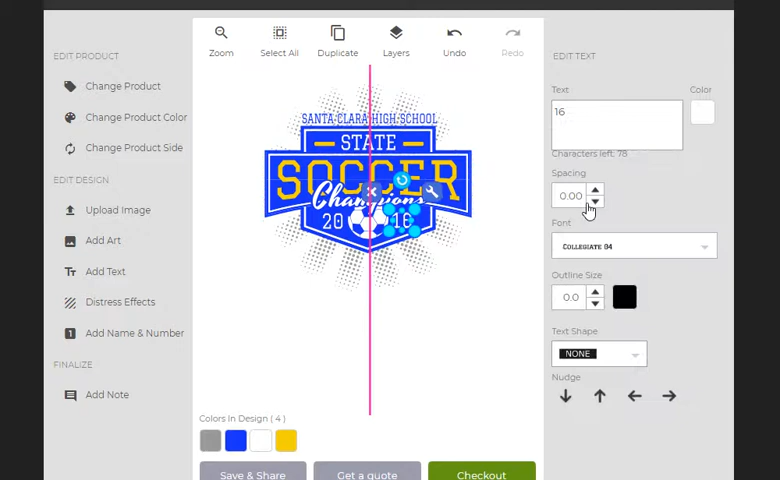 Zoom
Select All
Duplicate
Layers
Undo
Redo
EDIT PRODUCT
Change Product
Change Product Color
Change Product Side
EDIT DESIGN
Upload Image
Add Art
Add Text
Distress Effects
Add Name & Number
FINALIZE
Add Note
SANTA CLARA HIGH SCHOOL
STATE
SOCCER
Champions
20 16
Colors In Design ( 4 )
Save & Share
Get a quote
Checkout
EDIT TEXT
Text
Color
16
Characters left: 78
Spacing
0.00
Font
COLLEGIATE 84
Outline Size
0.0
Text Shape
NONE
Nudge